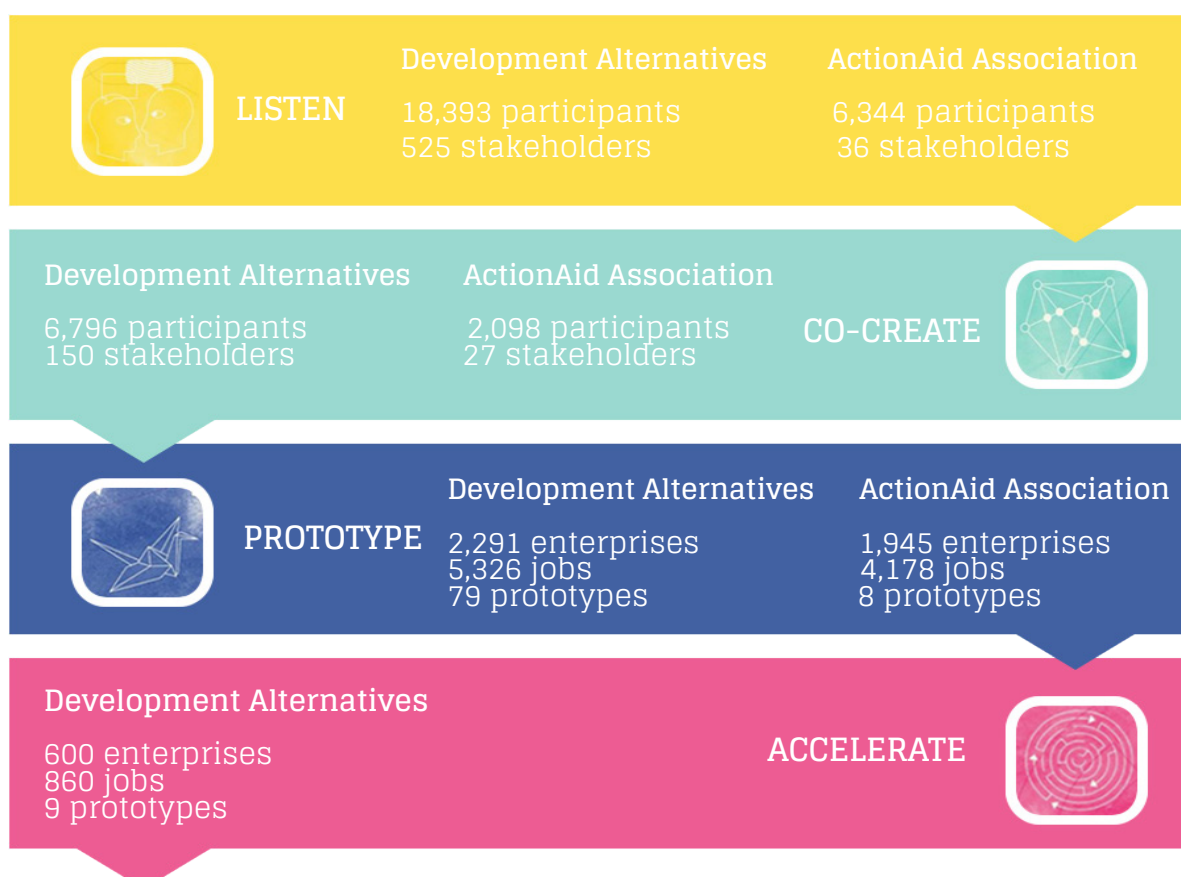 LISTEN
Development Alternatives
18,393 participants
525 stakeholders
ActionAid Association
6,344 participants
36 stakeholders
Development Alternatives
6,796 participants
150 stakeholders
ActionAid Association
2,098 participants
27 stakeholders
CO-CREATE
PROTOTYPE
Development Alternatives
2,291 enterprises
5,326 jobs
79 prototypes
ActionAid Association
1,945 enterprises
4,178 jobs
8 prototypes
Development Alternatives
600 enterprises
860 jobs
9 prototypes
ACCELERATE